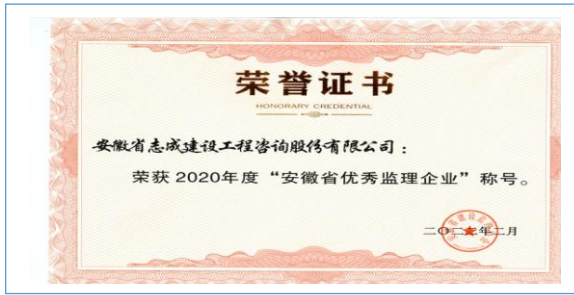 荣誉证书
HONORARY CREDENTIAL
安徽省志成建设工程咨询股份有限公司：
荣获 2020年度“安徽省优秀监理企业”称号。
二〇二一年二月